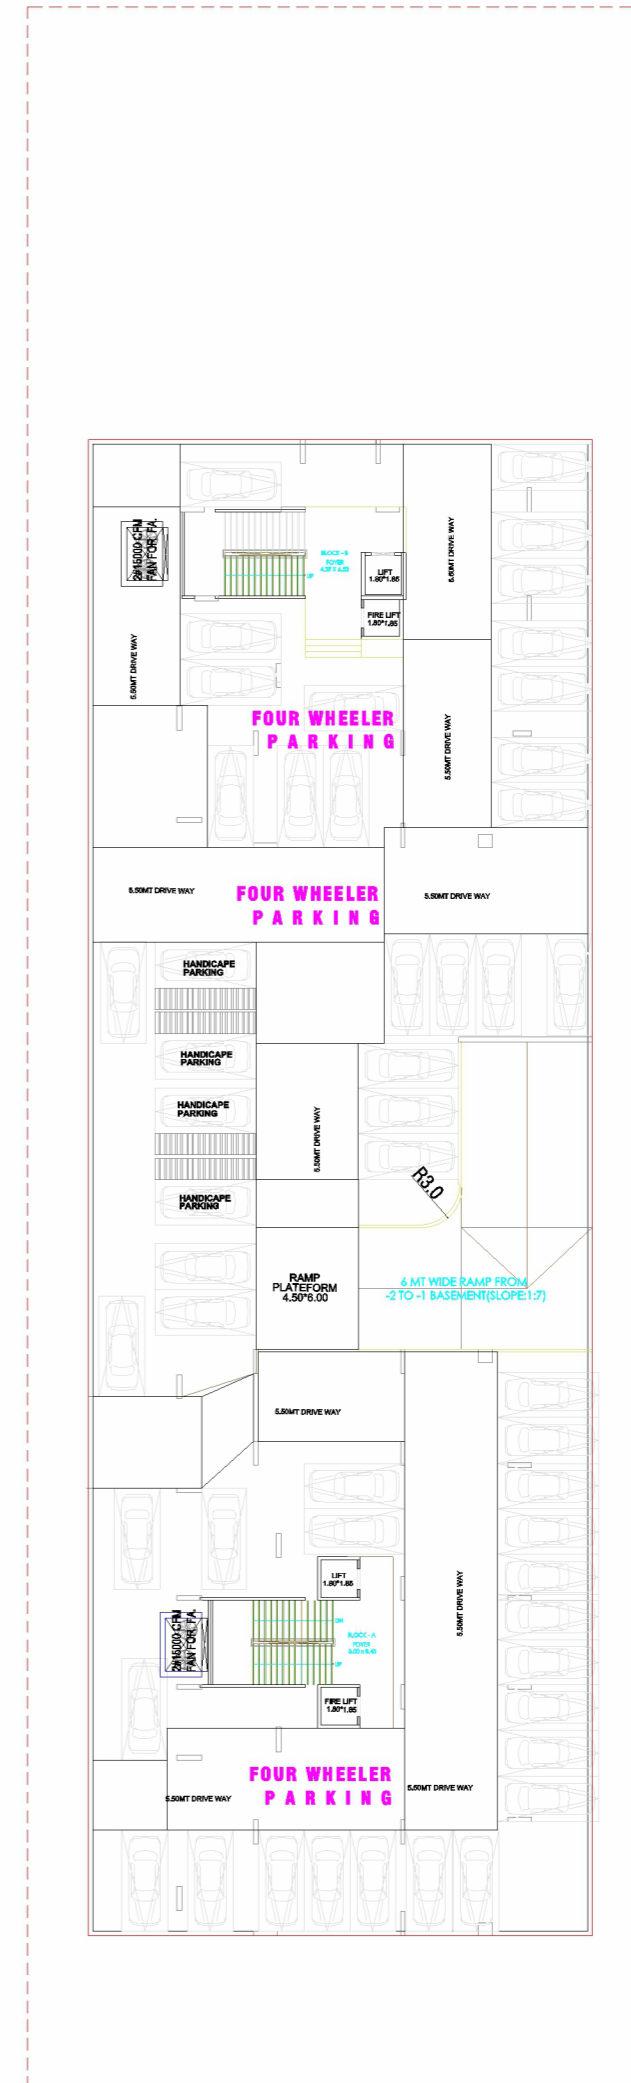 2#15000 CFM
FAN FOR. FA.
BLOCK - B
FOYER
UP
LIFT
1.80*1.85
FIRE LIFT
1.80*1.85
5.50MT DRIVE WAY
5.50MT DRIVE WAY
5.50MT DRIVE WAY
FOUR WHEELER
PARKING
5.50MT DRIVE WAY
FOUR WHEELER
PARKING
5.50MT DRIVE WAY
HANDICAPE
PARKING
HANDICAPE
PARKING
HANDICAPE
PARKING
5.50MT DRIVE WAY
HANDICAPE
PARKING
R3.0
RAMP
PLATEFORM
4.50*6.00
6 MT WIDE RAMP FROM
-2 TO -1 BASEMENT(SLOPE:1:7)
5.50MT DRIVE WAY
LIFT
1.80*1.85
2#15000 CFM
FAN FOR. FA.
DN
BLOCK - A
FOYER
UP
5.50MT DRIVE WAY
FIRE LIFT
1.80*1.85
FOUR WHEELER
PARKING
5.50MT DRIVE WAY
5.50MT DRIVE WAY